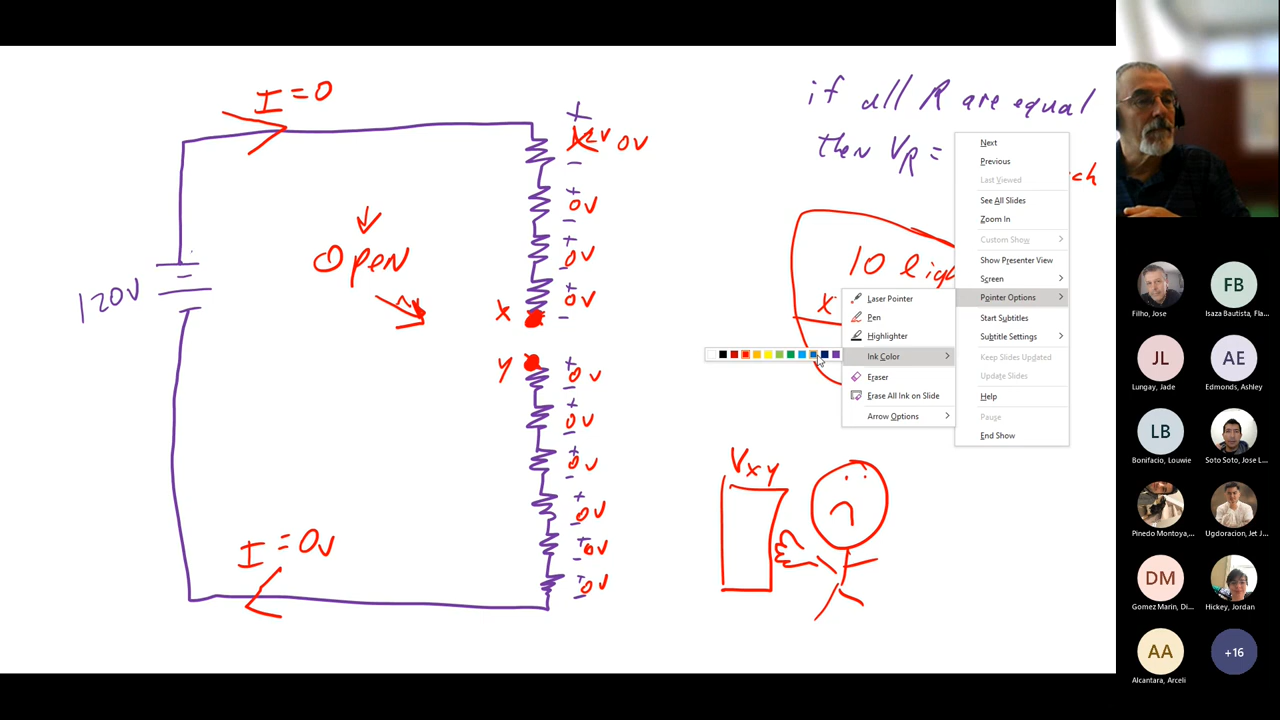 I = 0
120V
Open
I = 0v
+
12v 0v
-
+
0v
-
+
0v
-
+
0v
-
X
Y
+
0v
-
+
0v
-
+
0v
-
+
0v
-
+
0v
-
+
0v
-
if all R are equal
then VR =
ch
10 lig
X
Vxy
Next
Previous
Last Viewed
See All Slides
Zoom In
Custom Show
Show Presenter View
Screen
Pointer Options
Start Subtitles
Subtitle Settings
Keep Slides Updated
Update Slides
Help
Pause
End Show
Laser Pointer
Pen
Highlighter
Ink Color
Eraser
Erase All Ink on Slide
Arrow Options
Filho, Jose
FB
Isaza Bautista, Fla...
JL
Lungay, Jade
AE
Edmonds, Ashley
LB
Bonifacio, Louwie
Soto Soto, Jose L...
Pinedo Montoya,...
Ugdoracion, Jet J...
DM
Gomez Marin, Di...
Hickey, Jordan
AA
Alcantara, Arceli
+16